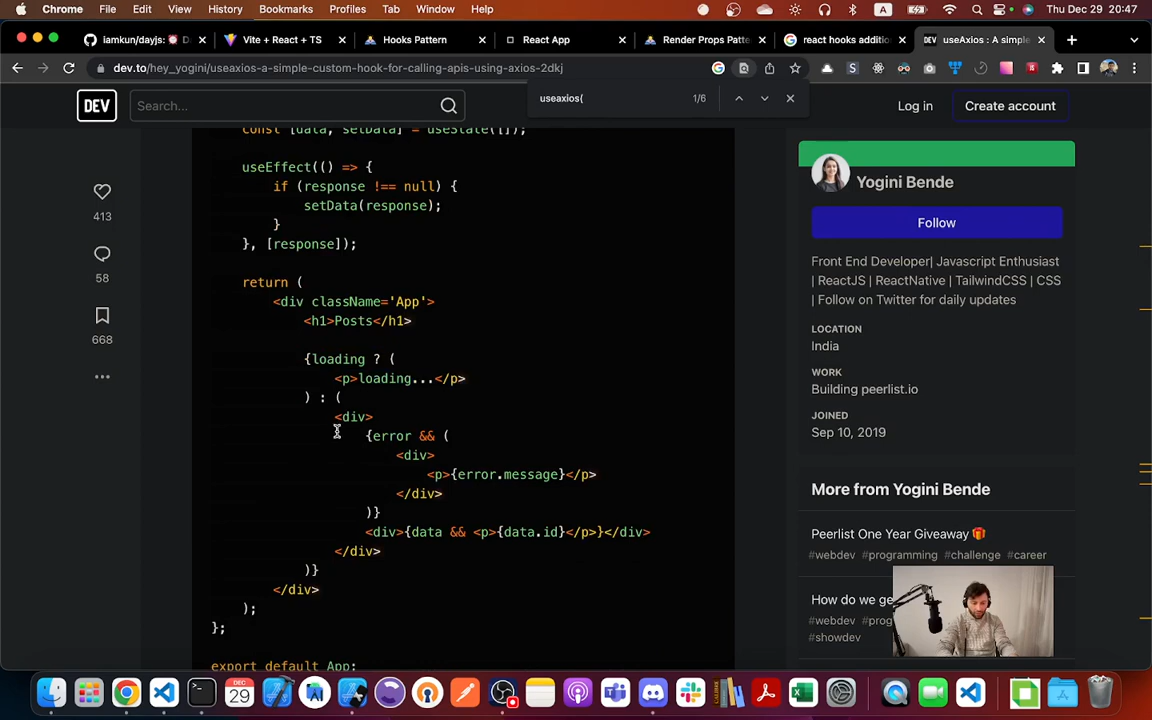 Chrome File Edit View History Bookmarks Profiles Tab Window Help A Thu Dec 29 20:47
iamkun/dayjs: ⏰ D Vite + React + TS Hooks Pattern React App Render Props Patte react hooks additio useAxios : A simple
dev.to/hey_yogini/useaxios-a-simple-custom-hook-for-calling-apis-using-axios-2dkj
useaxios( 1/6
DEV Search... Log in Create account
const [data, setData] = useState([]);
useEffect(() => {
if (response !== null) {
setData(response);
}
}, [response]);
return (
<div className='App'>
<h1>Posts</h1>
{loading ? (
<p>loading...</p>
) : (
<div>
{error && (
<div>
<p>{error.message}</p>
</div>
)}
<div>{data && <p>{data.id}</p>}</div>
</div>
)}
</div>
);
};
export default App;
413
58
668
Yogini Bende
Follow
Front End Developer| Javascript Enthusiast
| ReactJS | ReactNative | TailwindCSS | CSS
| Follow on Twitter for daily updates
LOCATION
India
WORK
Building peerlist.io
JOINED
Sep 10, 2019
More from Yogini Bende
Peerlist One Year Giveaway 🎁
#webdev #programming #challenge #career
How do we ge
#webdev #prog
#showdev
DEC
29